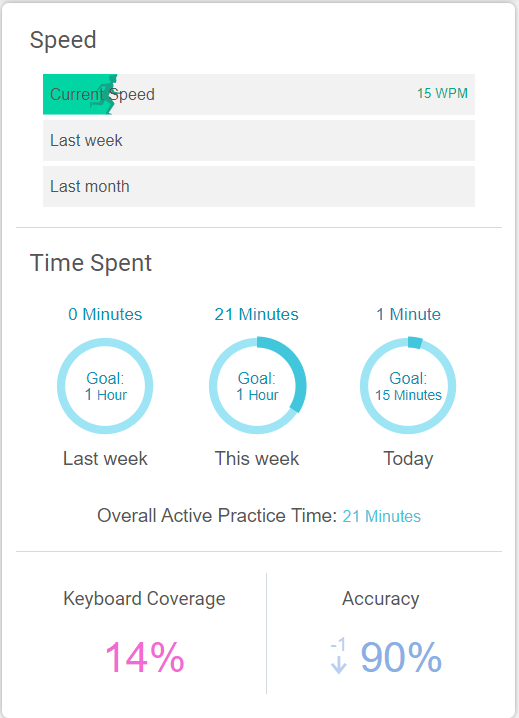 Speed
Current Speed 15 WPM
Last week
Last month
Time Spent
0 Minutes 21 Minutes 1 Minute
Goal: Goal: Goal:
1 Hour 1 Hour 15 Minutes
Last week This week Today
Overall Active Practice Time: 21 Minutes
Keyboard Coverage Accuracy
-1
14% 90%